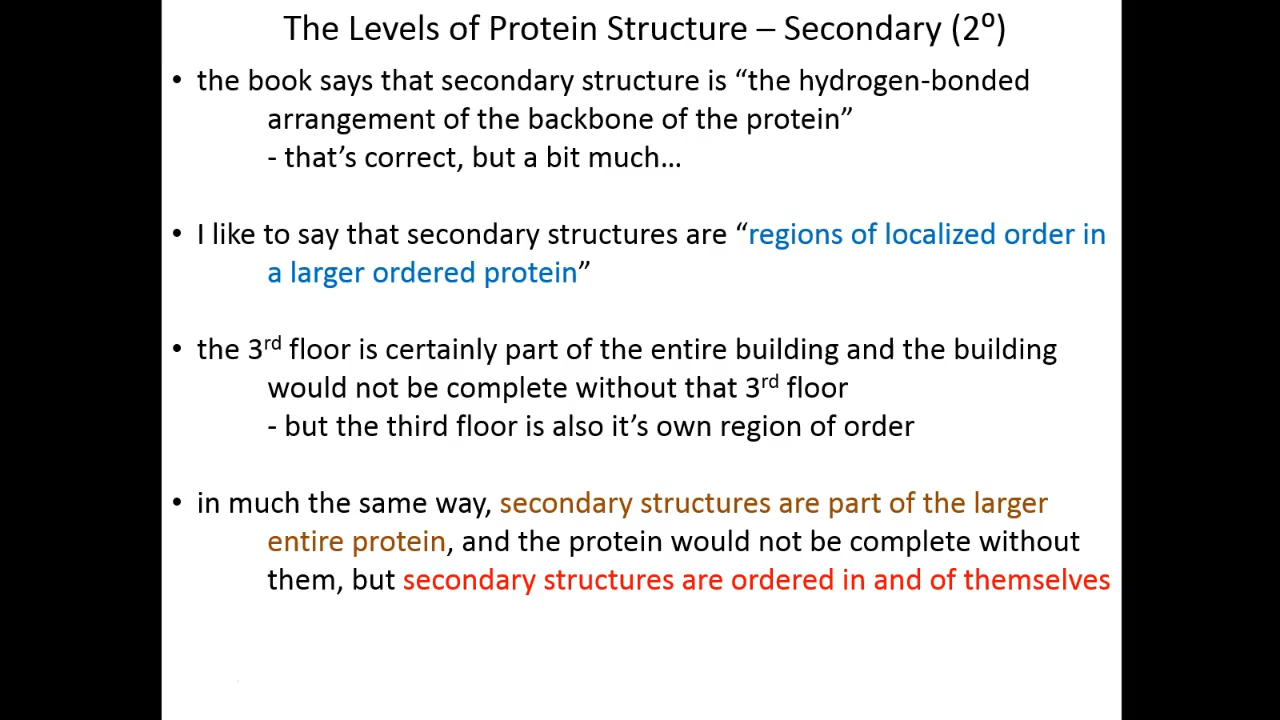 The Levels of Protein Structure – Secondary (2⁰)
• the book says that secondary structure is “the hydrogen-bonded
arrangement of the backbone of the protein”
- that’s correct, but a bit much…
• I like to say that secondary structures are “regions of localized order in
a larger ordered protein”
• the 3rd floor is certainly part of the entire building and the building
would not be complete without that 3rd floor
- but the third floor is also it’s own region of order
• in much the same way, secondary structures are part of the larger
entire protein, and the protein would not be complete without
them, but secondary structures are ordered in and of themselves